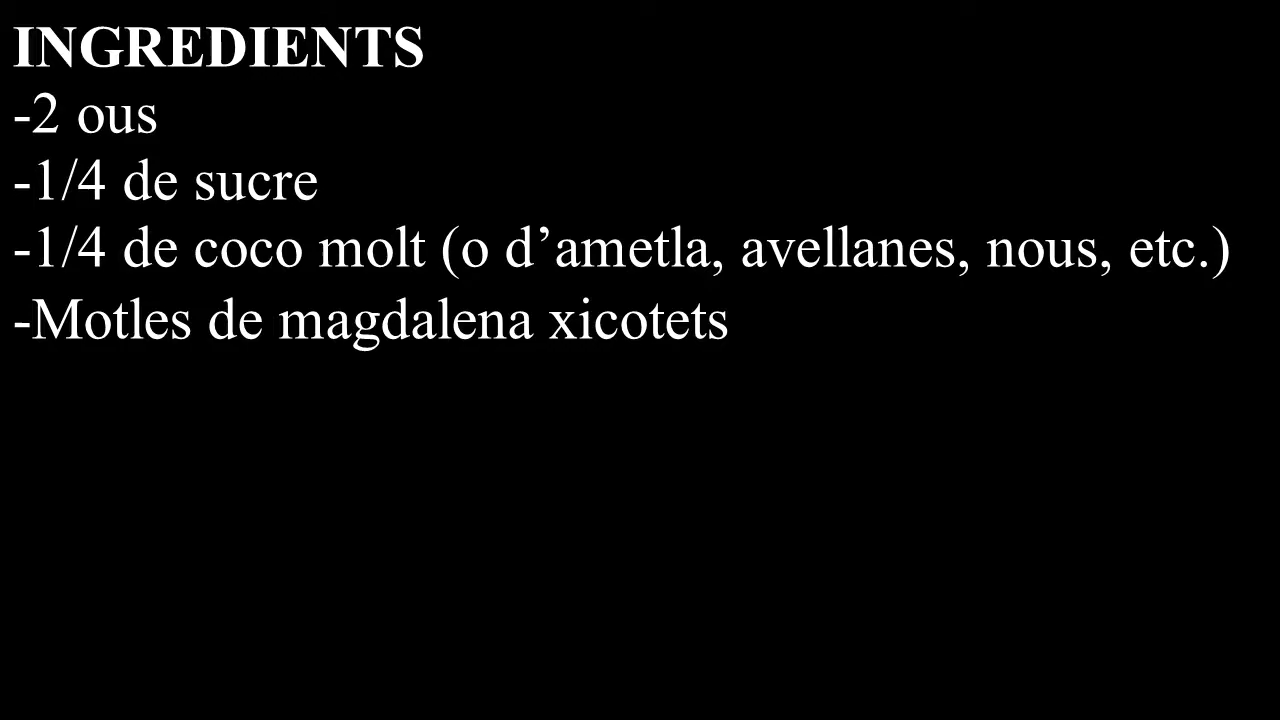 INGREDIENTS
-2 ous
-1/4 de sucre
-1/4 de coco molt (o d’ametla, avellanes, nous, etc.)
-Motles de magdalena xicotets